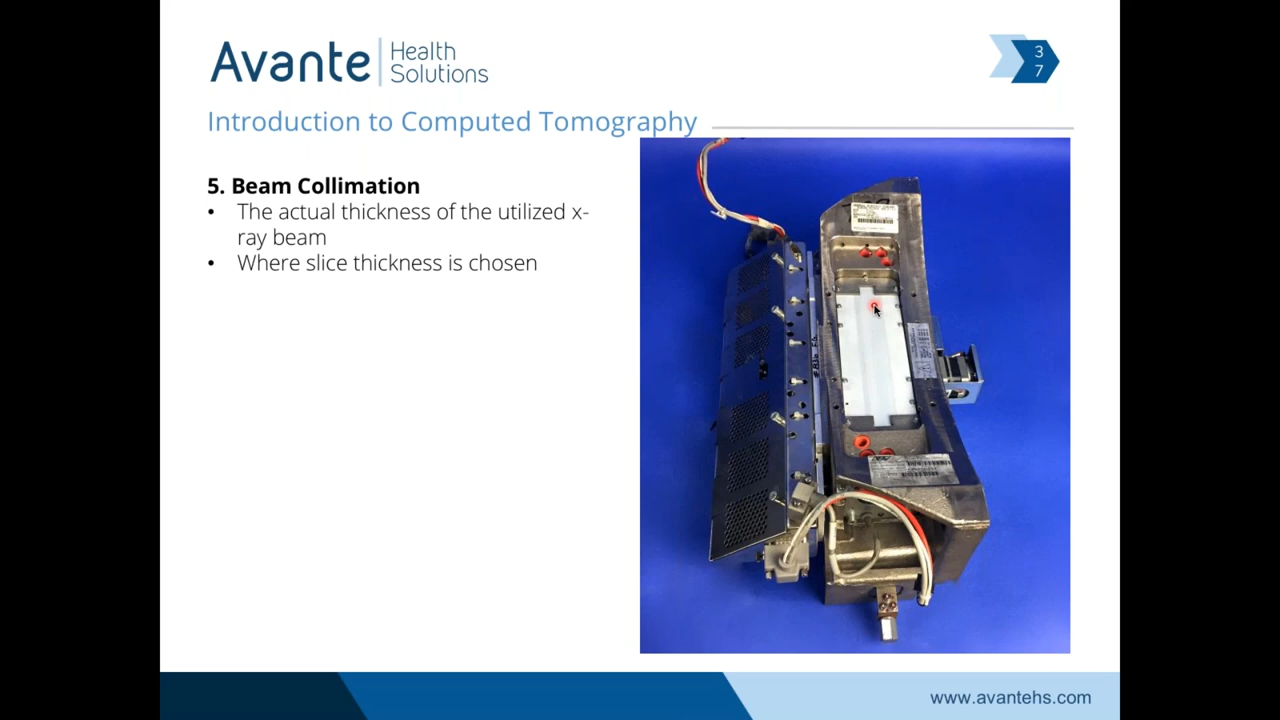 Avante Health
Solutions
3
7
Introduction to Computed Tomography
5. Beam Collimation
• The actual thickness of the utilized x-
ray beam
• Where slice thickness is chosen
www.avantehs.com